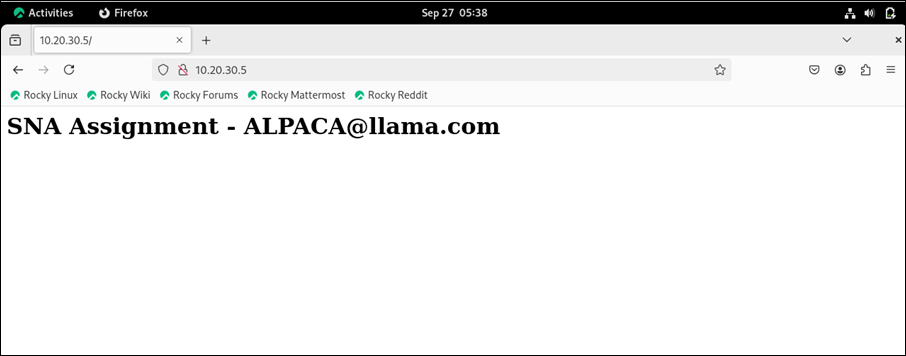 Activities Firefox Sep 27 05:38
10.20.30.5/
10.20.30.5
Rocky Linux Rocky Wiki Rocky Forums Rocky Mattermost Rocky Reddit
SNA Assignment - ALPACA@llama.com